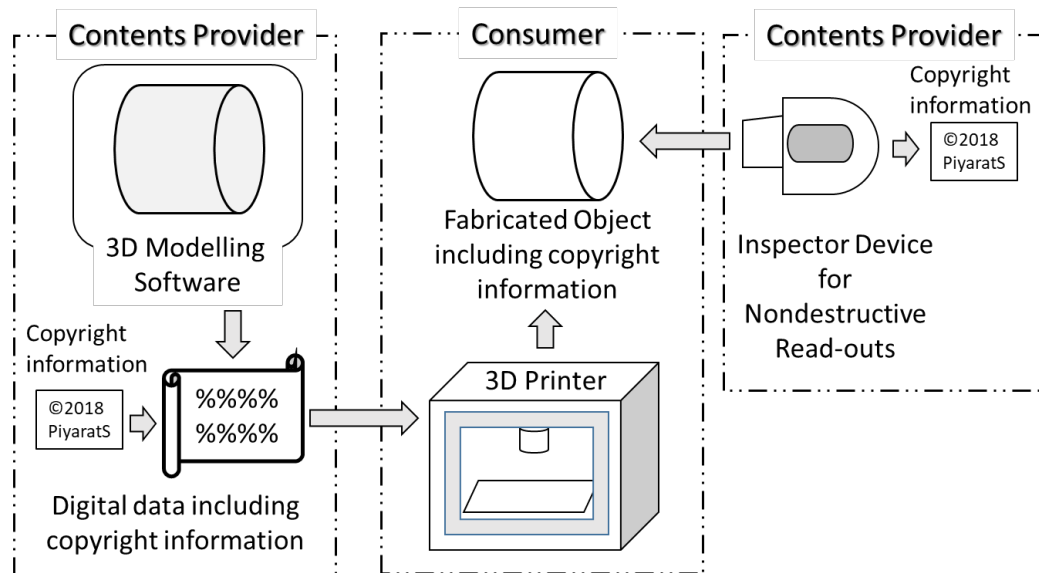 Contents Provider
3D Modelling
Software
Copyright
information
©2018
PiyaratS
%%%%
%%%%
Digital data including
copyright information
Consumer
Fabricated Object
including copyright
information
3D Printer
Contents Provider
Copyright
information
©2018
PiyaratS
Inspector Device
for
Nondestructive
Read-outs